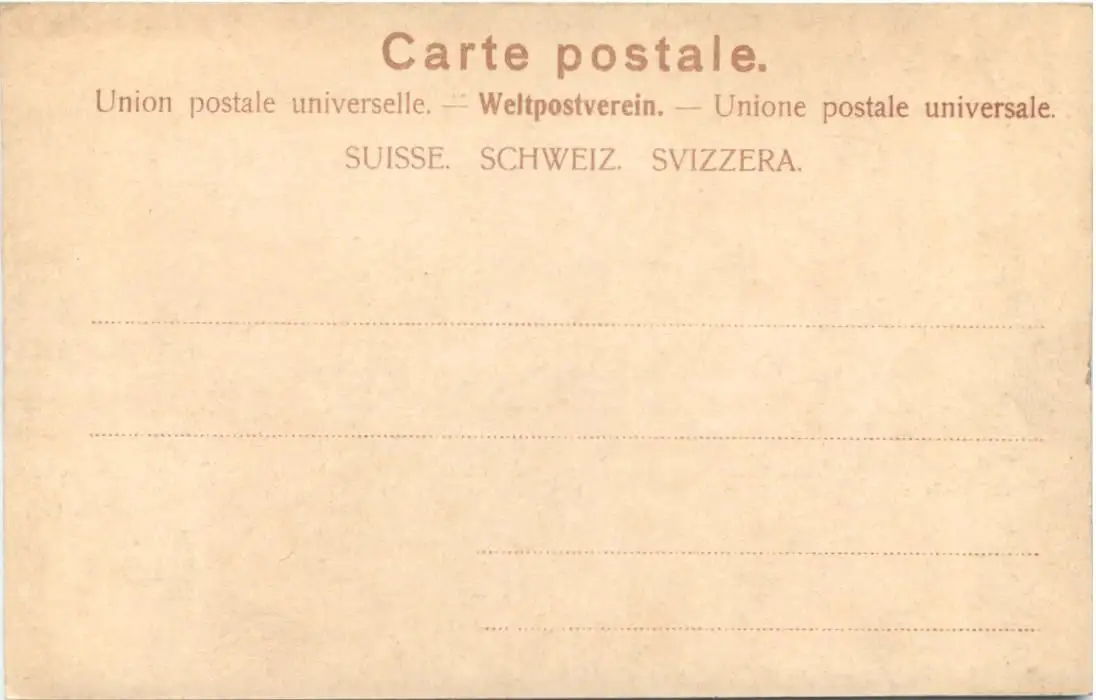 Carte postale.
Union postale universelle. — Weltpostverein. — Unione postale universale.
SUISSE. SCHWEIZ. SVIZZERA.